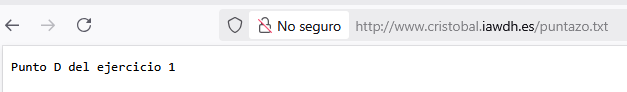 No seguro http://www.cristobal.iawdh.es/puntazo.txt
Punto D del ejercicio 1